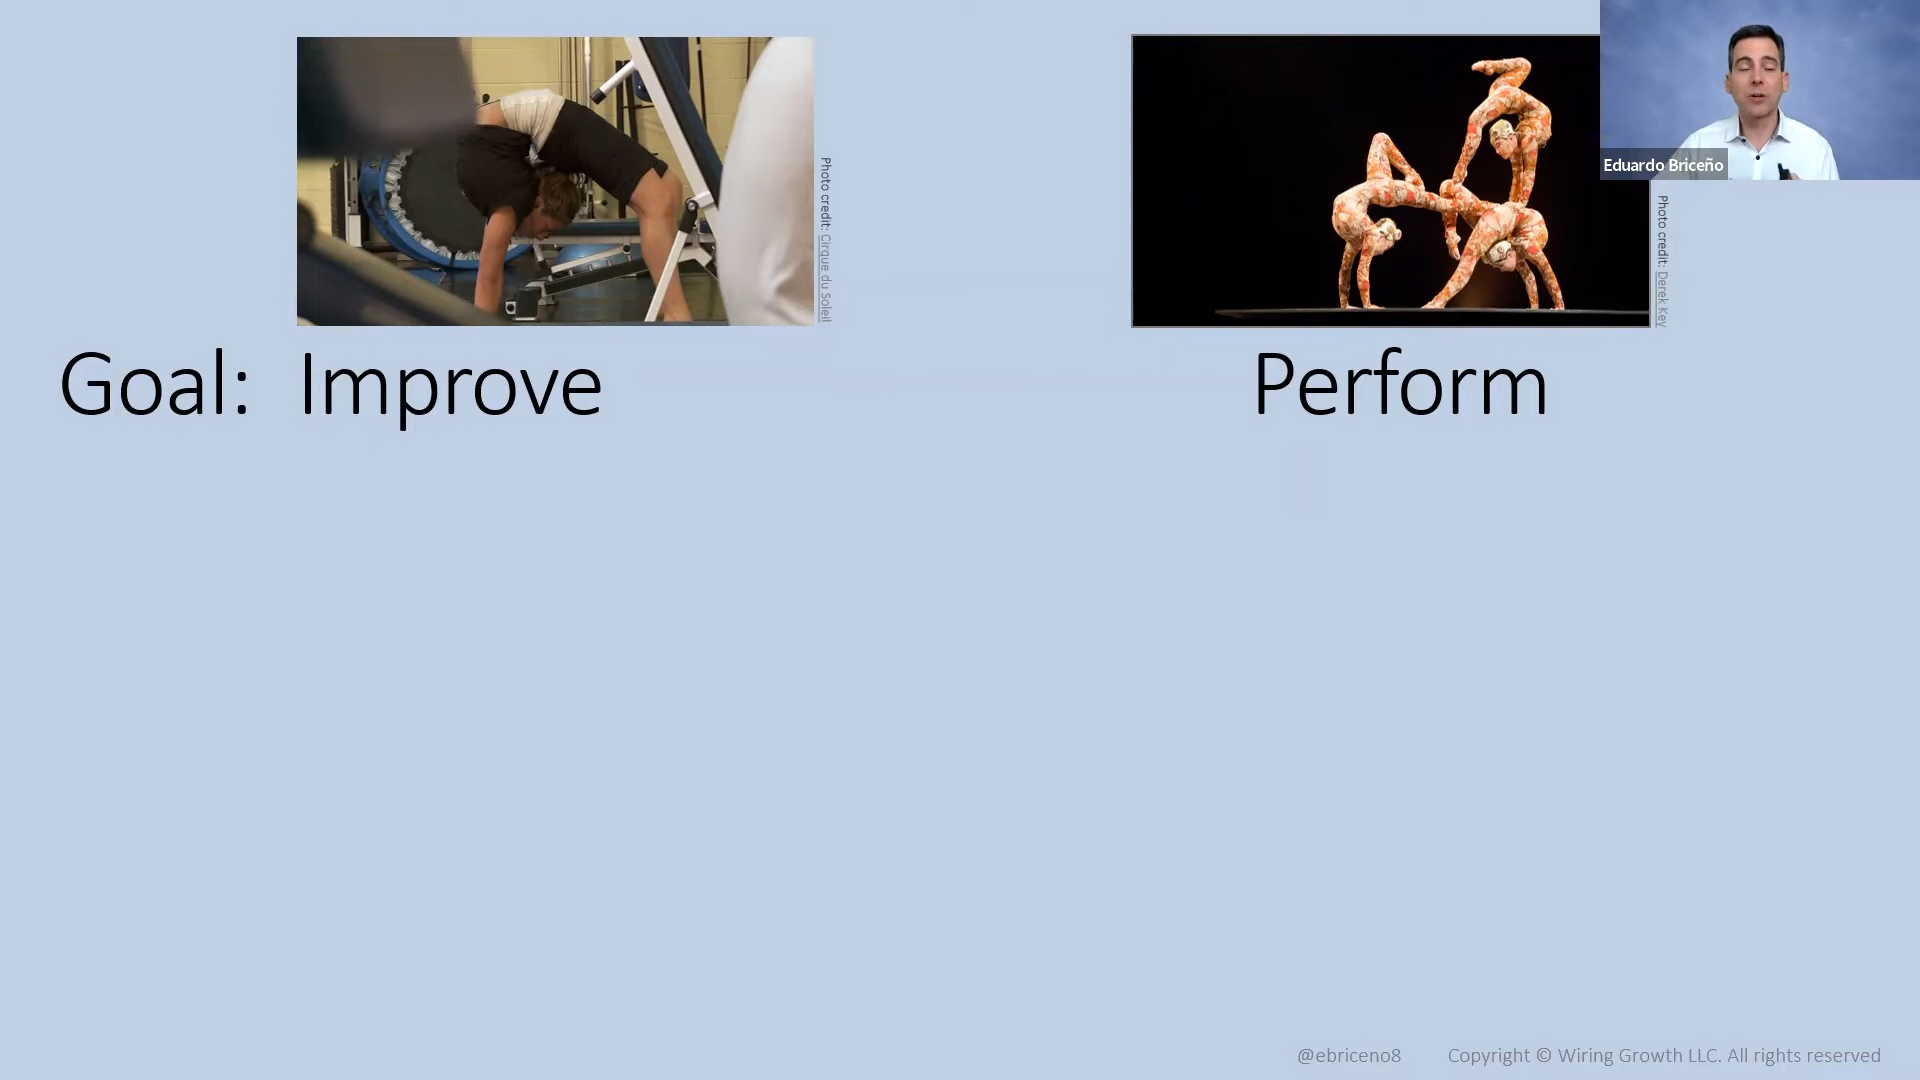 Eduardo Briceño
Photo credit: Cirque du Soleil
Photo credit: Derek Key
Goal: Improve
Perform
@ebriceno8
Copyright © Wiring Growth LLC. All rights reserved